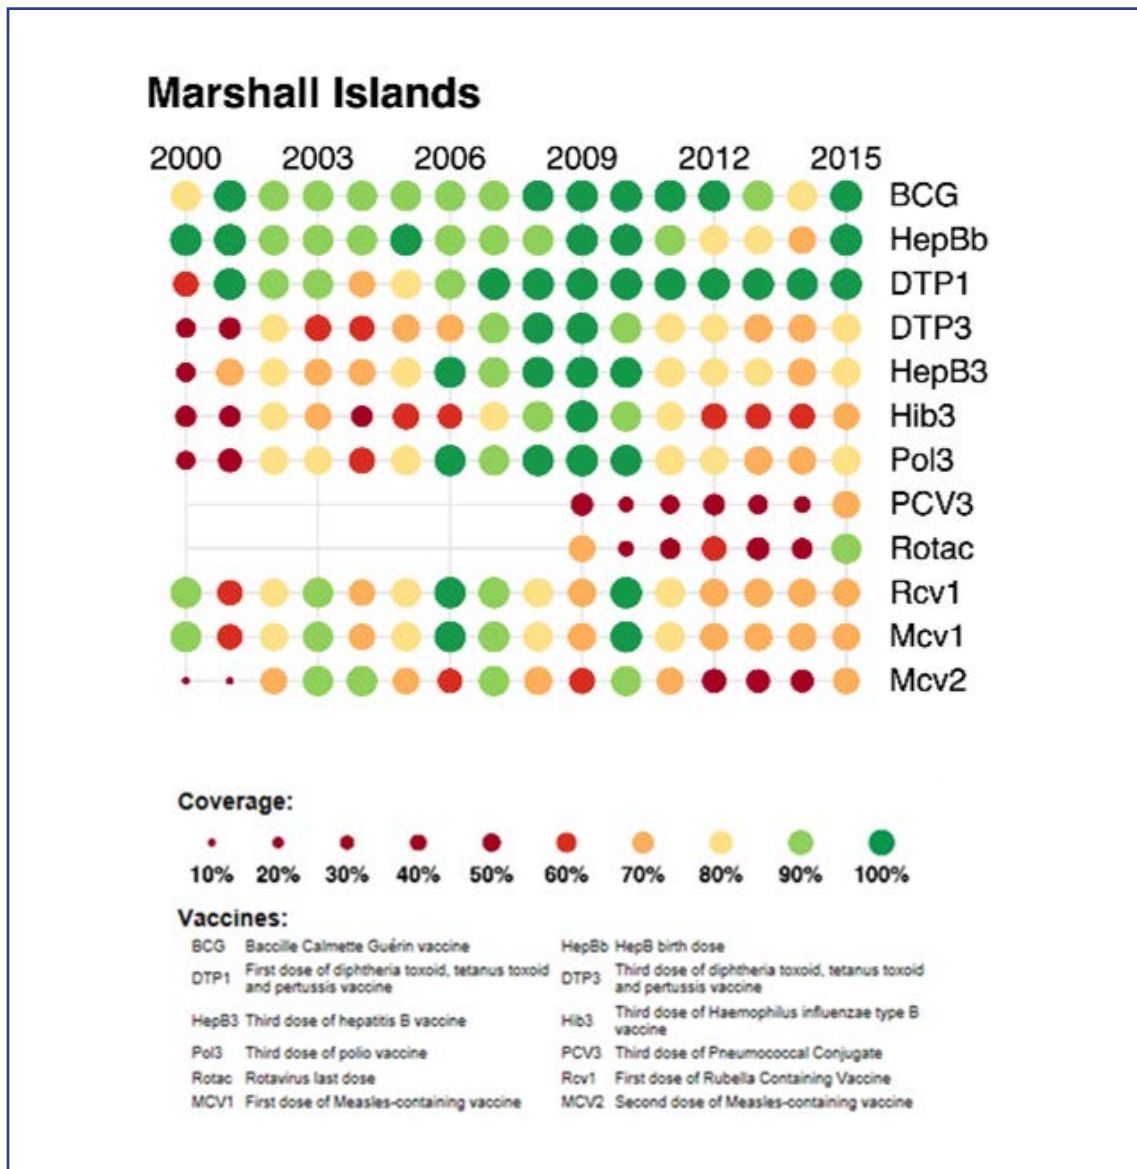 Marshall Islands
2000 2003 2006 2009 2012 2015
BCG
HepBb
DTP1
DTP3
HepB3
Hib3
Pol3
PCV3
Rotac
Rcv1
Mcv1
Mcv2
Coverage:
10% 20% 30% 40% 50% 60% 70% 80% 90% 100%
Vaccines:
BCG Baccille Calmette Guérin vaccine HepBb HepB birth dose
DTP1 First dose of diphtheria toxoid, tetanus toxoid
and pertussis vaccine
DTP3 Third dose of diphtheria toxoid, tetanus toxoid
and pertussis vaccine
HepB3 Third dose of hepatitis B vaccine
Hib3 Third dose of Haemophilus influenzae type B
vaccine
Pol3 Third dose of polio vaccine PCV3 Third dose of Pneumococcal Conjugate
Rotac Rotavirus last dose Rcv1 First dose of Rubella Containing Vaccine
MCV1 First dose of Measles-containing vaccine MCV2 Second dose of Measles-containing vaccine